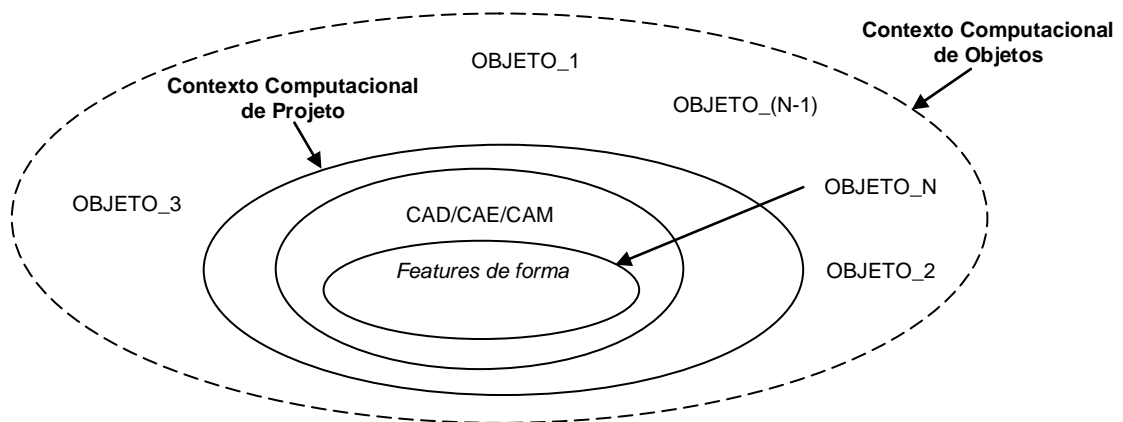 Contexto Computacional
de Objetos
OBJETO_1
Contexto Computacional
de Projeto
OBJETO_(N-1)
OBJETO_N
OBJETO_3
CAD/CAE/CAM
Features de forma
OBJETO_2